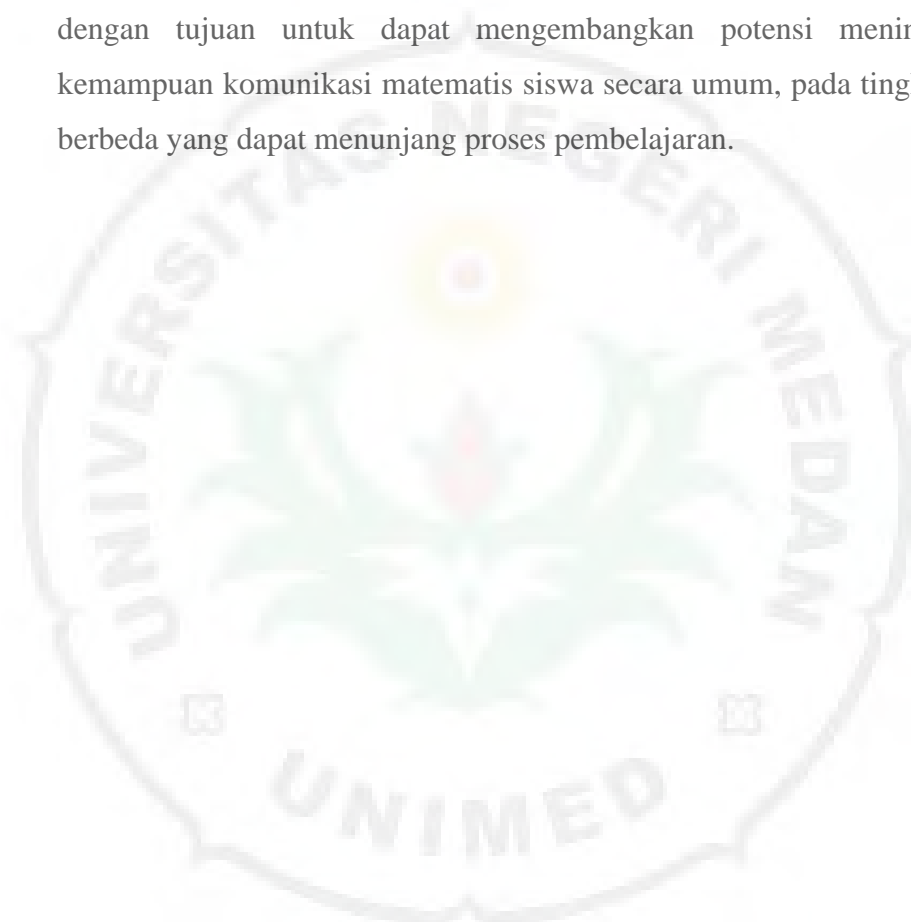 dengan tujuan untuk dapat mengembangkan potensi
kemampuan komunikasi matematis siswa secara umum, pada
berbeda yang dapat menunjang proses pembelajaran.
UNIVERSITAS NEGERI MEDAN
UNIMED